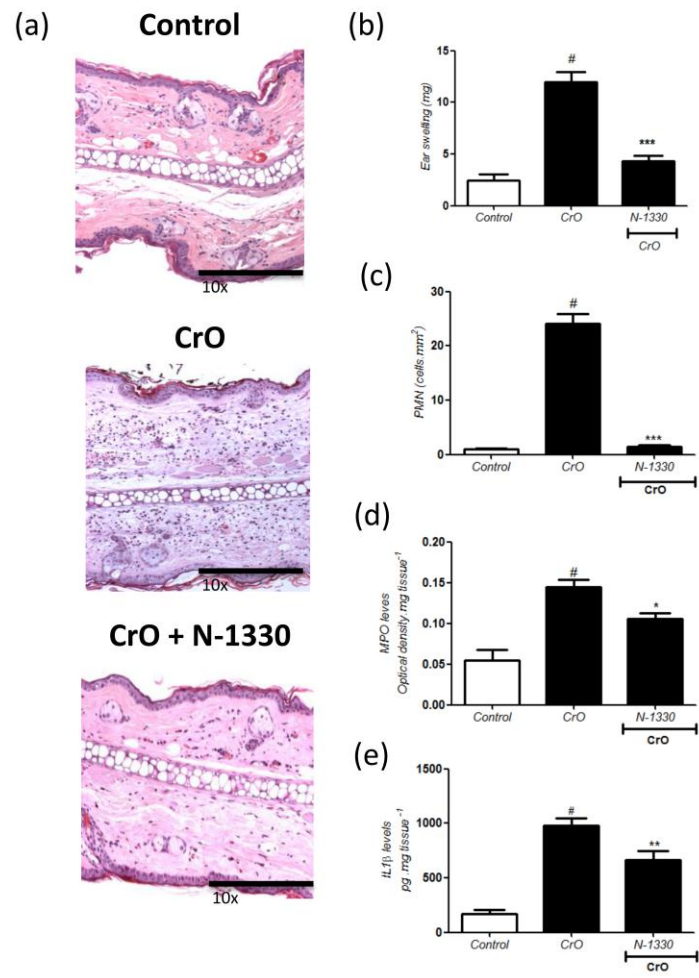 (a)
Control
10x
CrO
10x
CrO + N-1330
10x
(b)
Ear swelling (mg)
15
10
5
0
#
***
Control
CrO
N-1330
CrO
(c)
PMN (cells.mm²)
30
20
10
0
#
***
Control
CrO
N-1330
CrO
(d)
MPO leves
Optical density.mg tissue⁻¹
0.20
0.15
0.10
0.05
0.00
#
*
Control
CrO
N-1330
CrO
(e)
IL1β levels
pg .mg tissue⁻¹
1500
1000
500
0
#
**
Control
CrO
N-1330
CrO